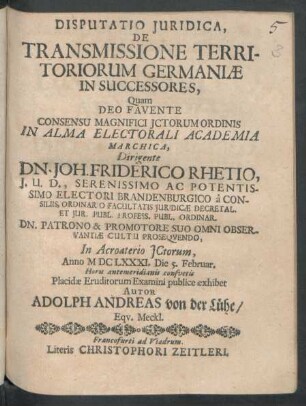 DISPUTATIO JURIDICA,
DE
TRANSMISSIONE TERRI-
TORIORUM GERMANIÆ
IN SUCCESSORES,
Quam
DEO FAVENTE
CONSENSU MAGNIFICI JCTORUM ORDINIS
IN ALMA ELECTORALI ACADEMIA
MARCHICA,
Dirigente
DN. JOH. FRIDERICO RHETIO,
J. U. D., SERENISSIMO AC POTENTIS-
SIMO ELECTORI BRANDENBURGICO à CON-
SILIIS, ORDINARIO FACULTATIS JURIDICÆ DECRETAL.
ET JUR. PUBL. PROFESS. PUBL. ORDINAR.
DN. PATRONO & PROMOTORE SUO OMNI OBSER-
VANTIÆ CULTU PROSEQVENDO,
In Acroaterio JCtorum,
Anno M DC LXXXI. Die 5. Februar.
Horis antemeridianis consvetis
Placidæ Eruditorum Examini publice exhibet
Autor
ADOLPH ANDREAS von der Lühe/
Eqv. Meckl.
Francofurti ad Viadrum.
Literis CHRISTOPHORI ZEITLERI.
5